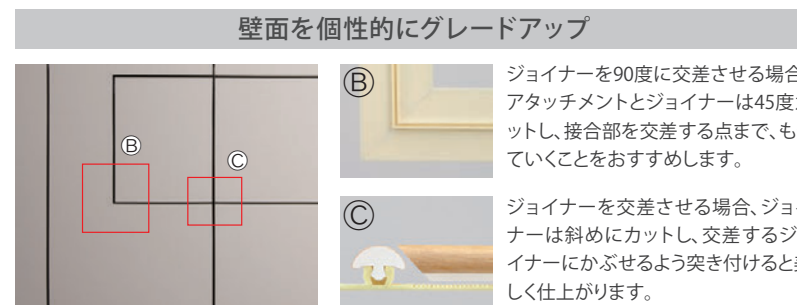 壁面を個性的にグレードアップ
Ⓑ
Ⓒ
Ⓑ
ジョイナーを90度に交差させる場合
アタッチメントとジョイナーは45度
ットし、接合部を交差する点まで、も
ていくことをおすすめします。
Ⓒ
ジョイナーを交差させる場合、ジョ
ナーは斜めにカットし、交差するジ
イナーにかぶせるよう突き付けると
しく仕上がります。